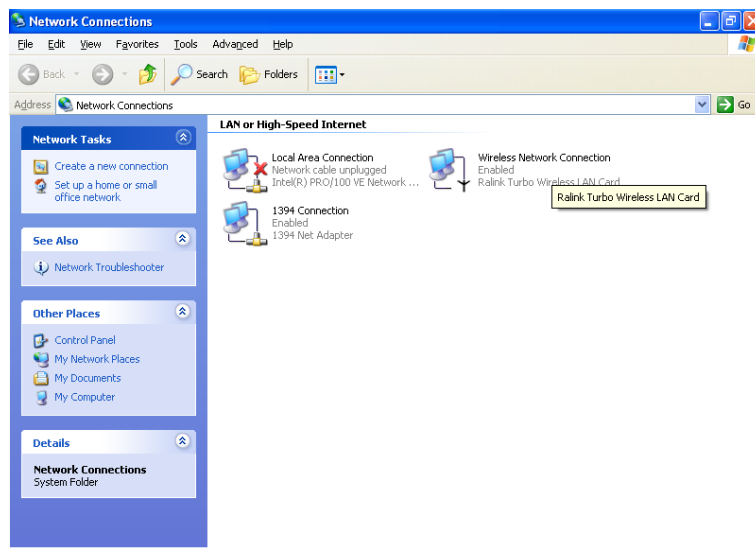 Network Connections
File Edit View Favorites Tools Advanced Help
Back Search Folders
Address Network Connections Go
Network Tasks
Create a new connection
Set up a home or small
office network
See Also
Network Troubleshooter
Other Places
Control Panel
My Network Places
My Documents
My Computer
Details
Network Connections
System Folder
LAN or High-Speed Internet
Local Area Connection
Network cable unplugged
Intel(R) PRO/100 VE Network ...
Wireless Network Connection
Enabled
Ralink Turbo Wireless LAN Card
Ralink Turbo Wireless LAN Card
1394 Connection
Enabled
1394 Net Adapter